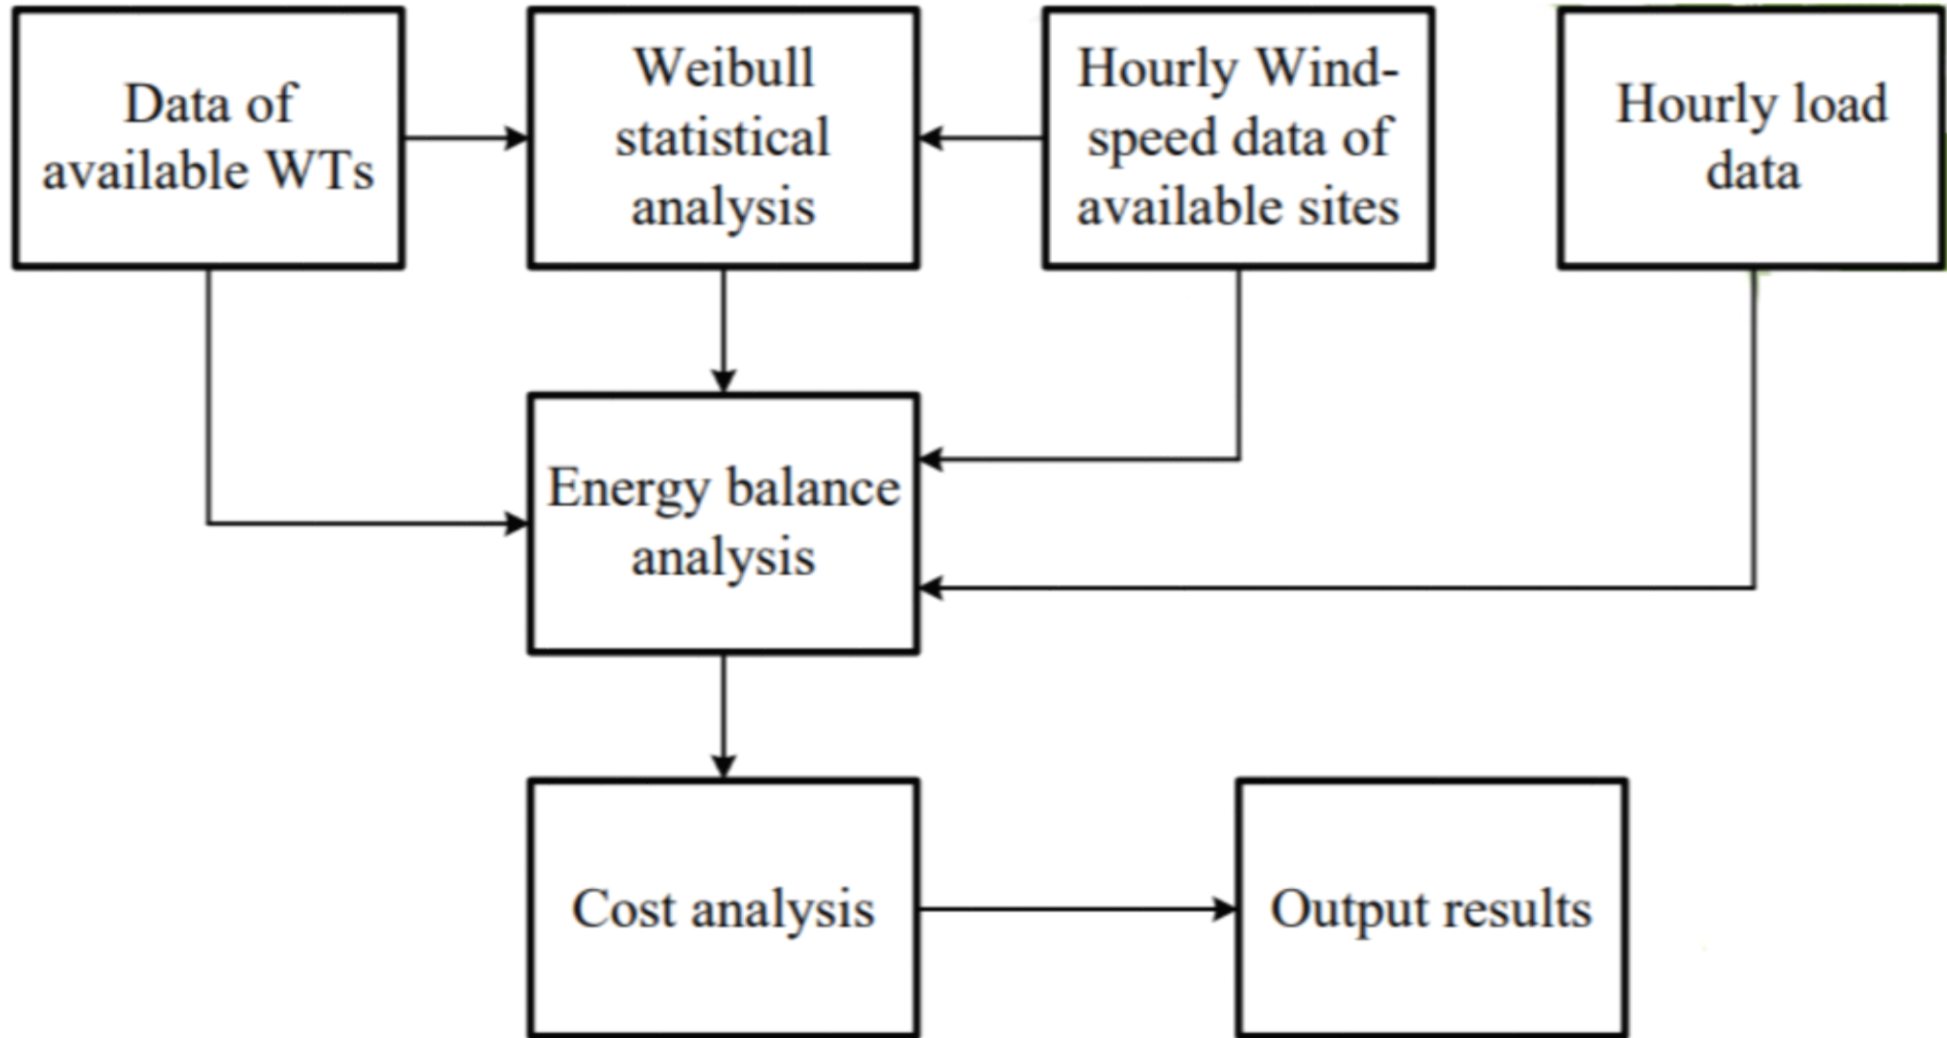 Data of
available WTs
Weibull
statistical
analysis
Hourly Wind-
speed data of
available sites
Hourly load
data
Energy balance
analysis
Cost analysis
Output results